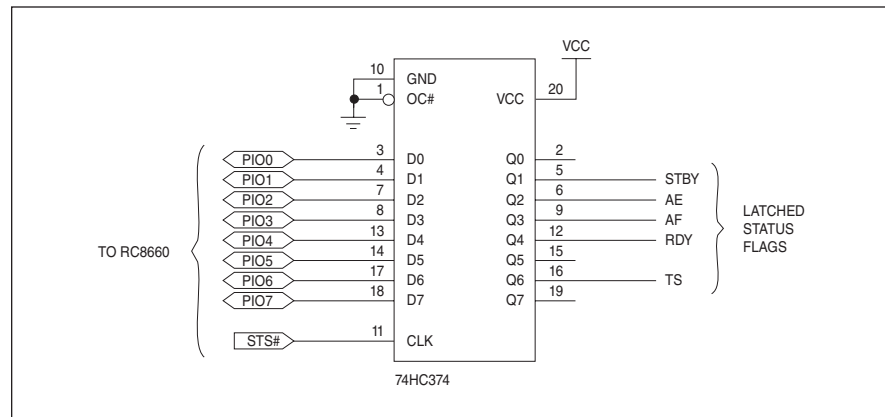 VCC
10 GND
1 OC# VCC 20
3 D0 Q0 2
PIO0
4 D1 Q1 5 STBY
PIO1
7 D2 Q2 6 AE
PIO2
8 D3 Q3 9 AF
PIO3
13 D4 Q4 12 RDY
PIO4
14 D5 Q5 15
PIO5
17 D6 Q6 16 TS
PIO6
18 D7 Q7 19
PIO7
TO RC8660
LATCHED
STATUS
FLAGS
STS# 11 CLK
74HC374